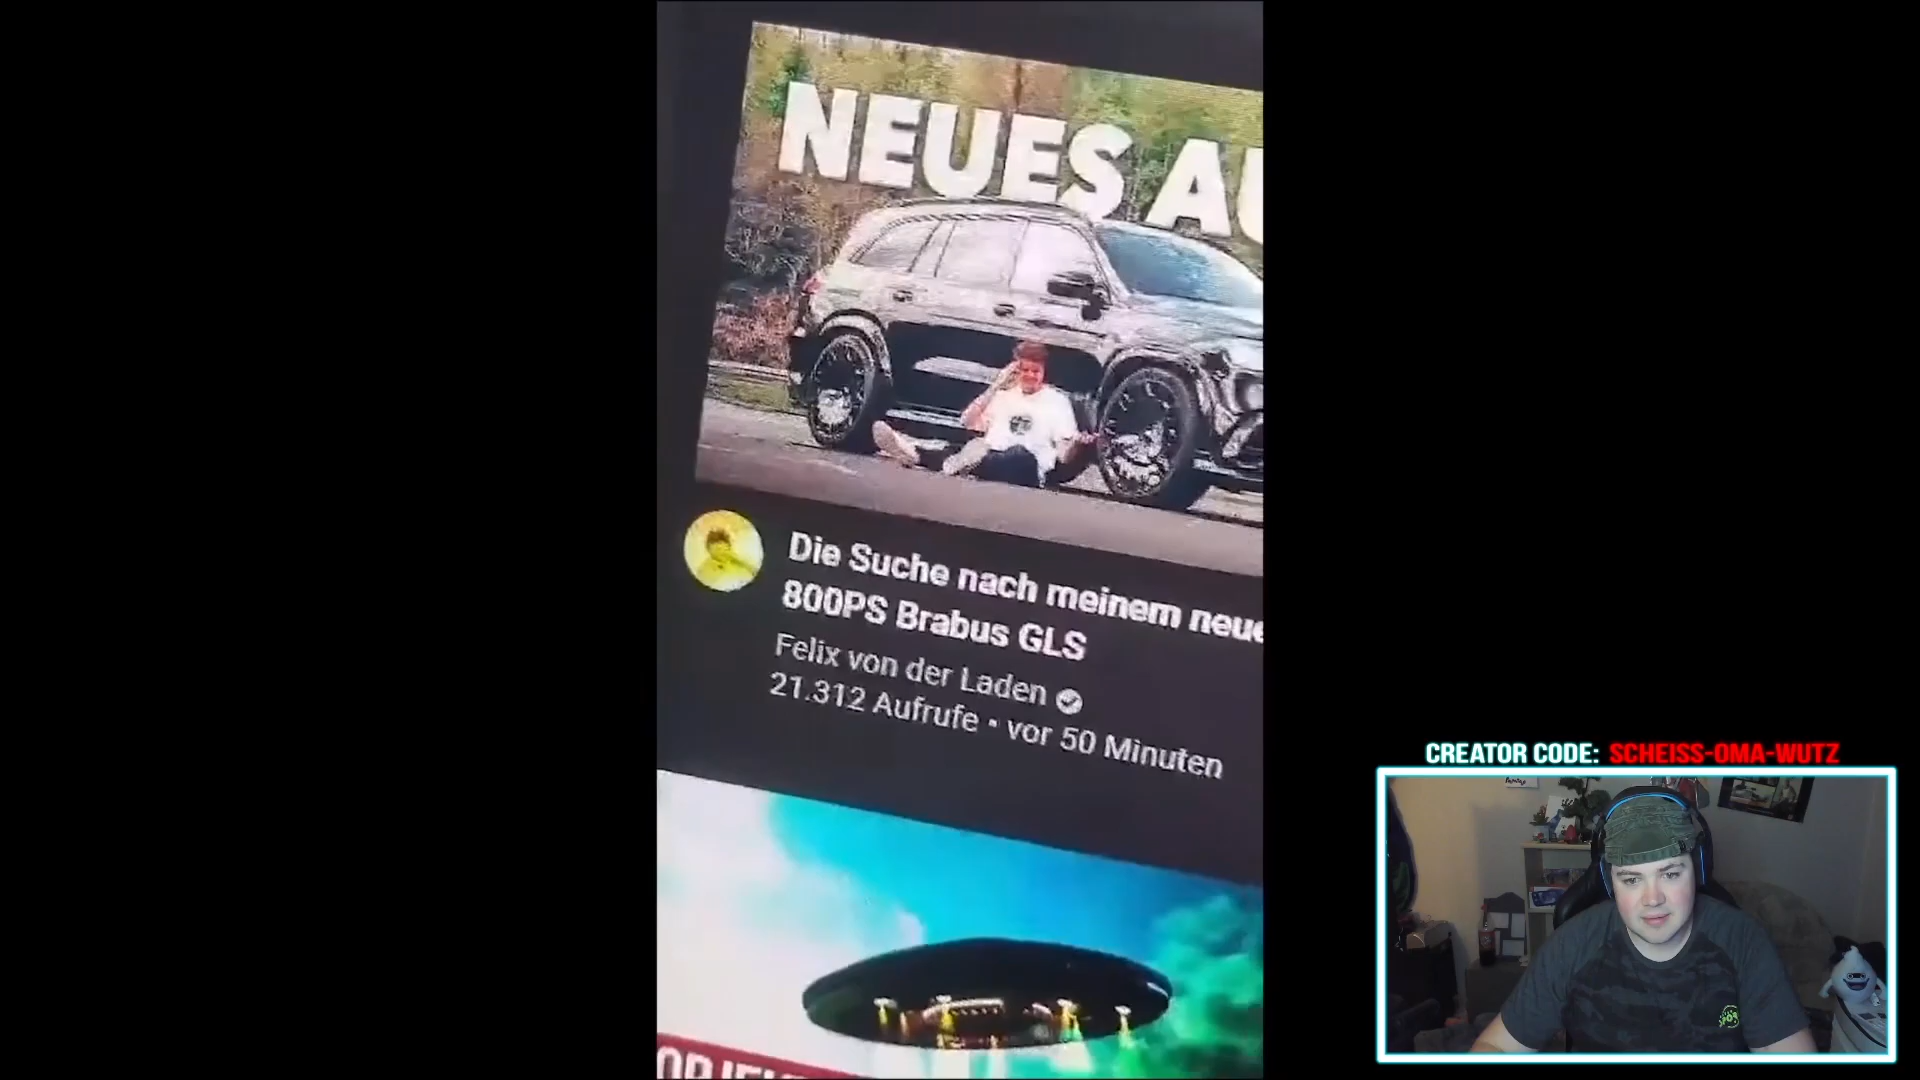 NEUES AU
Die Suche nach meinem neue
800PS Brabus GLS
Felix von der Laden
21.312 Aufrufe • vor 50 Minuten
CREATOR CODE: SCHEISS-OMA-WUTZ